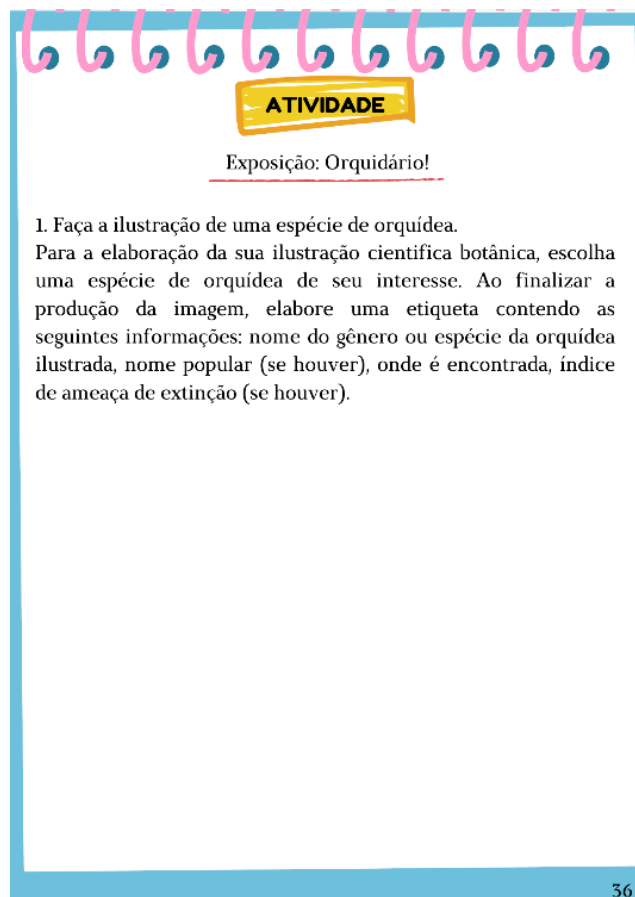 ATIVIDADE
Exposição: Orquidário!
1. Faça a ilustração de uma espécie de orquídea.
Para a elaboração da sua ilustração cientifica botânica, escolha
uma espécie de orquídea de seu interesse. Ao finalizar a
produção da imagem, elabore uma etiqueta contendo as
seguintes informações: nome do gênero ou espécie da orquídea
ilustrada, nome popular (se houver), onde é encontrada, índice
de ameaça de extinção (se houver).
36